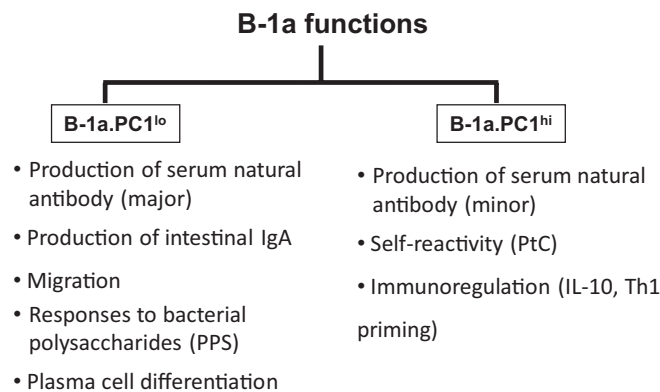 B-1a functions
B-1a.PC1ˡᵒ
• Production of serum natural
antibody (major)
• Production of intestinal IgA
• Migration
• Responses to bacterial
polysaccharides (PPS)
• Plasma cell differentiation
B-1a.PC1ʰⁱ
• Production of serum natural
antibody (minor)
• Self-reactivity (PtC)
• Immunoregulation (IL-10, Th1
priming)